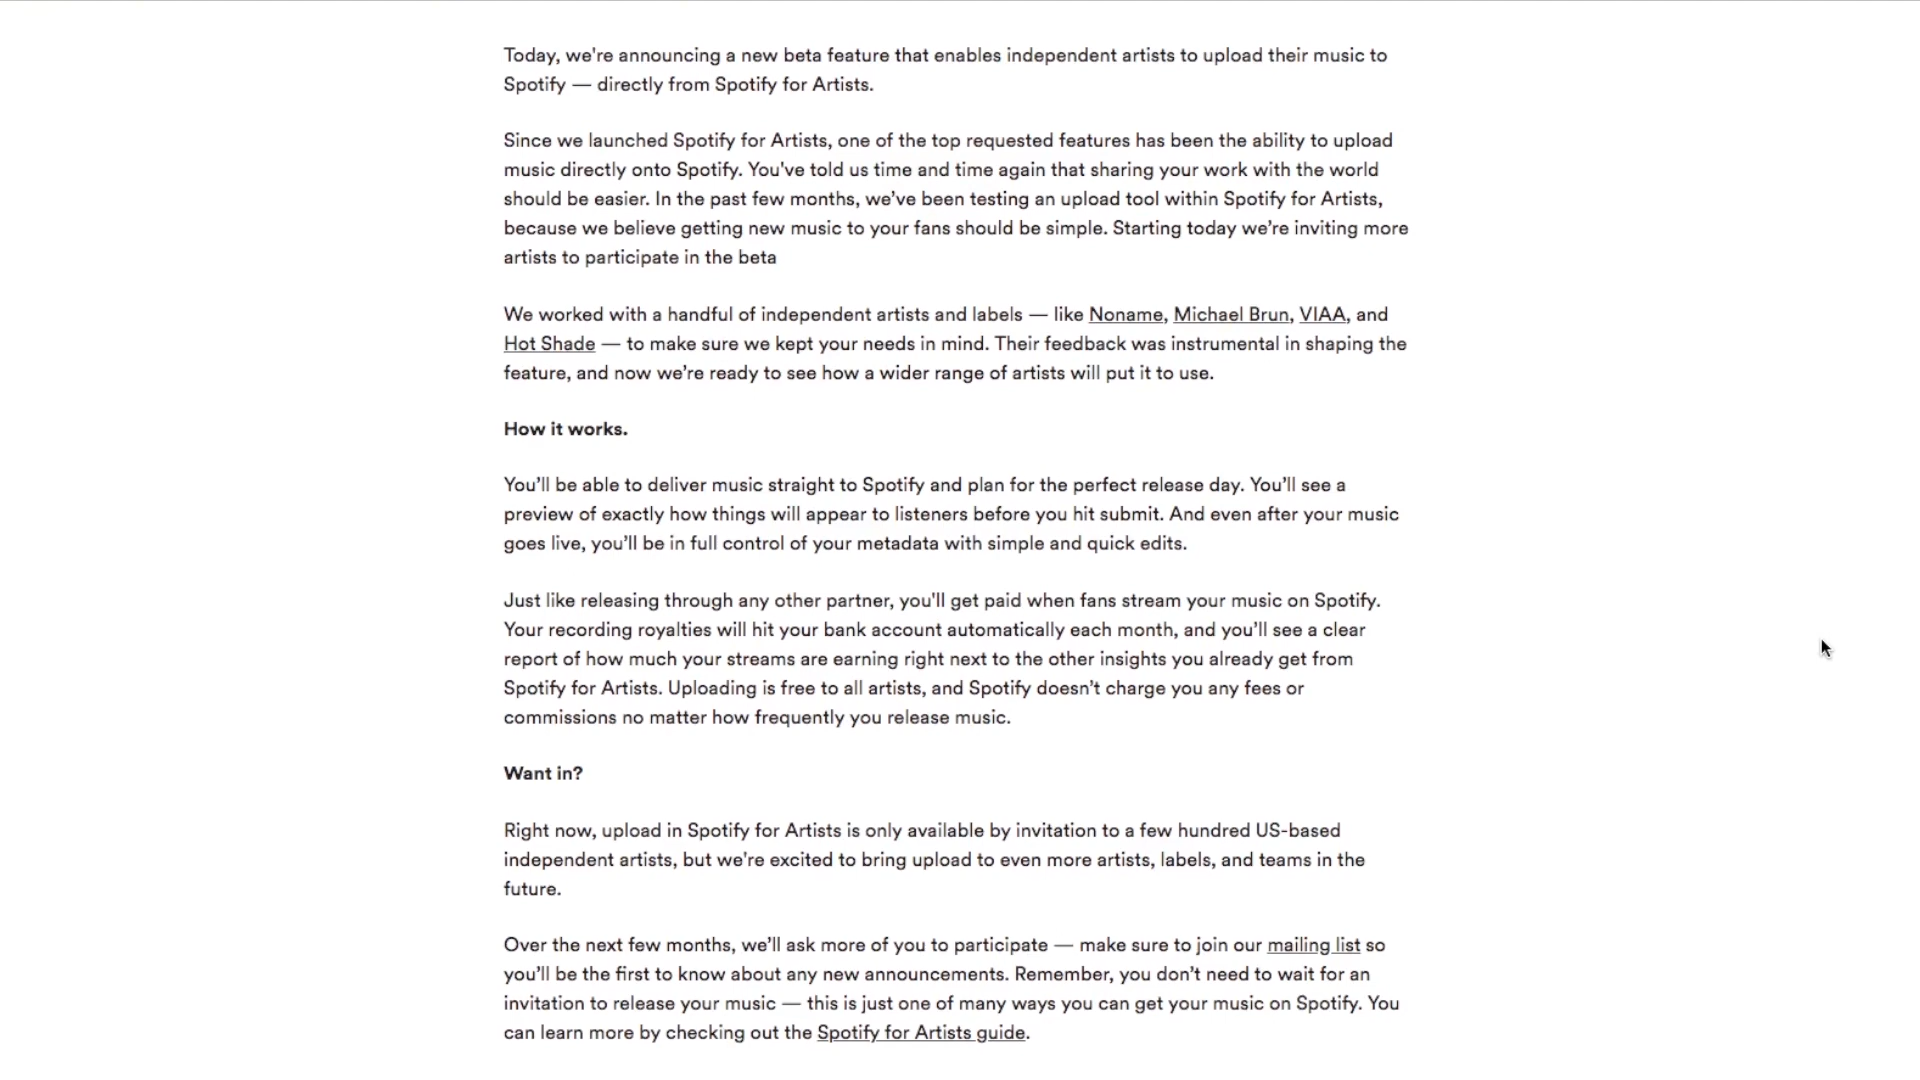 Today, we're announcing a new beta feature that enables independent artists to upload their music to
Spotify — directly from Spotify for Artists.
Since we launched Spotify for Artists, one of the top requested features has been the ability to upload
music directly onto Spotify. You've told us time and time again that sharing your work with the world
should be easier. In the past few months, we’ve been testing an upload tool within Spotify for Artists,
because we believe getting new music to your fans should be simple. Starting today we’re inviting more
artists to participate in the beta
We worked with a handful of independent artists and labels — like Noname, Michael Brun, VIAA, and
Hot Shade — to make sure we kept your needs in mind. Their feedback was instrumental in shaping the
feature, and now we’re ready to see how a wider range of artists will put it to use.
How it works.
You’ll be able to deliver music straight to Spotify and plan for the perfect release day. You’ll see a
preview of exactly how things will appear to listeners before you hit submit. And even after your music
goes live, you’ll be in full control of your metadata with simple and quick edits.
Just like releasing through any other partner, you'll get paid when fans stream your music on Spotify.
Your recording royalties will hit your bank account automatically each month, and you’ll see a clear
report of how much your streams are earning right next to the other insights you already get from
Spotify for Artists. Uploading is free to all artists, and Spotify doesn’t charge you any fees or
commissions no matter how frequently you release music.
Want in?
Right now, upload in Spotify for Artists is only available by invitation to a few hundred US-based
independent artists, but we're excited to bring upload to even more artists, labels, and teams in the
future.
Over the next few months, we’ll ask more of you to participate — make sure to join our mailing list so
you’ll be the first to know about any new announcements. Remember, you don’t need to wait for an
invitation to release your music — this is just one of many ways you can get your music on Spotify. You
can learn more by checking out the Spotify for Artists guide.